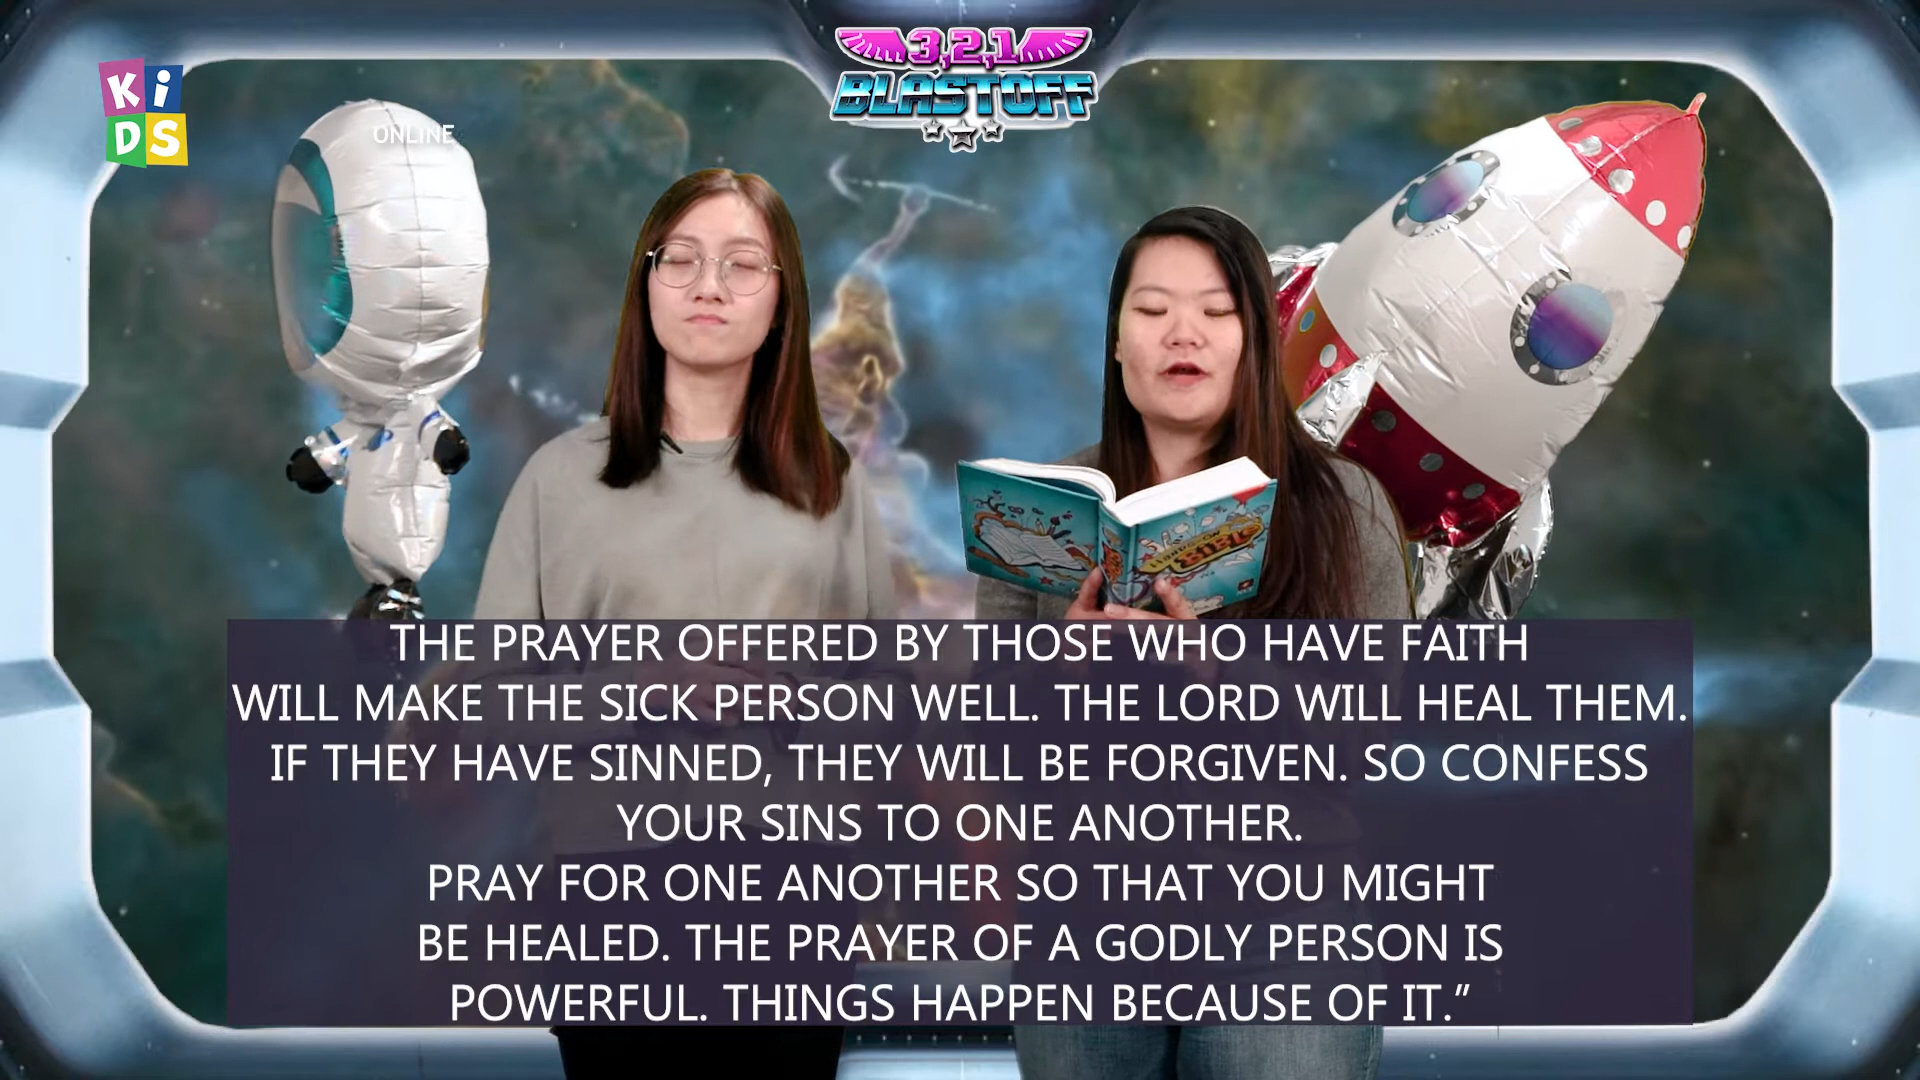 KiDS
ONLINE
3,2,1
BLASTOFF
HANDS-ON
BIBLE
THE PRAYER OFFERED BY THOSE WHO HAVE FAITH
WILL MAKE THE SICK PERSON WELL. THE LORD WILL HEAL THEM.
IF THEY HAVE SINNED, THEY WILL BE FORGIVEN. SO CONFESS
YOUR SINS TO ONE ANOTHER.
PRAY FOR ONE ANOTHER SO THAT YOU MIGHT
BE HEALED. THE PRAYER OF A GODLY PERSON IS
POWERFUL. THINGS HAPPEN BECAUSE OF IT.”